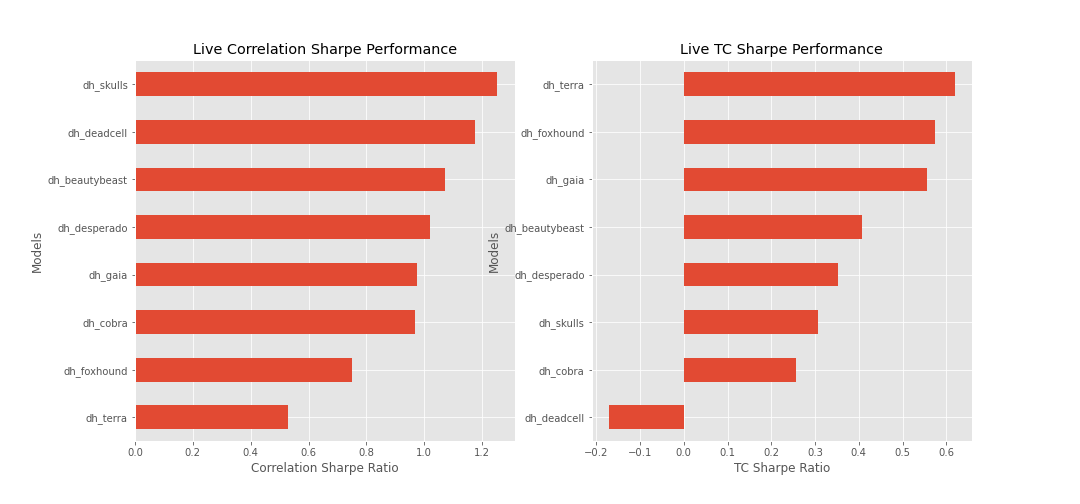 Live Correlation Sharpe Performance
dh_skulls
dh_deadcell
dh_beautybeast
dh_desperado
dh_gaia
dh_cobra
dh_foxhound
dh_terra
Models
0.0 0.2 0.4 0.6 0.8 1.0 1.2
Correlation Sharpe Ratio
Live TC Sharpe Performance
dh_terra
dh_foxhound
dh_gaia
dh_beautybeast
dh_desperado
dh_skulls
dh_cobra
dh_deadcell
Models
−0.2 −0.1 0.0 0.1 0.2 0.3 0.4 0.5 0.6
TC Sharpe Ratio